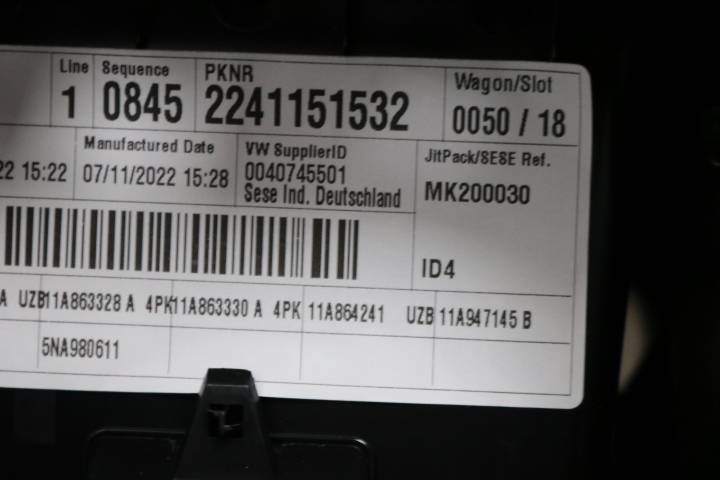 Line Sequence PKNR Wagon/Slot
1 0845 2241151532 0050 / 18
Manufactured Date VW SupplierID JitPack/SESE Ref.
22 15:22 07/11/2022 15:28 0040745501 MK200030
Sese Ind. Deutschland
ID4
A UZB 11A863328 A 4PK 11A863330 A 4PK 11A864241 UZB 11A947145 B
5NA980611